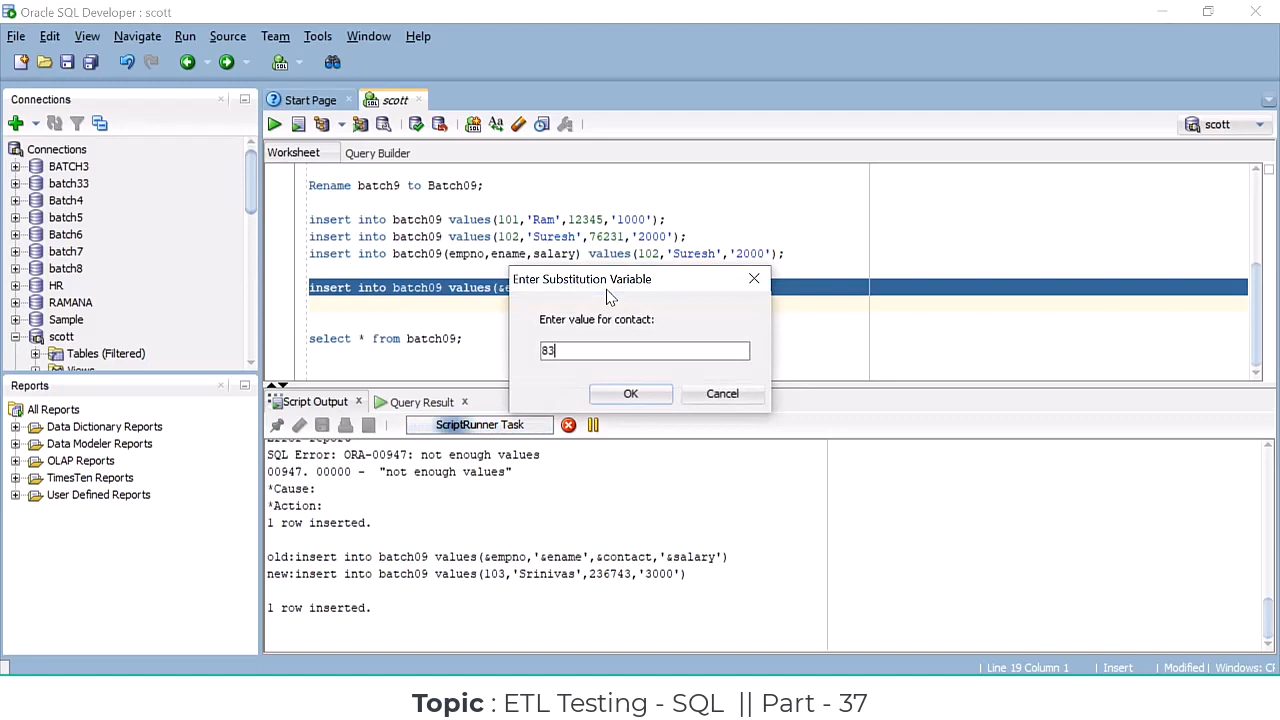 Oracle SQL Developer : scott
File Edit View Navigate Run Source Team Tools Window Help
Connections
Start Page
scott
scott
Worksheet
Query Builder
Connections
BATCH3
batch33
Batch4
batch5
Batch6
batch7
batch8
HR
RAMANA
Sample
scott
Tables (Filtered)
Views
Rename batch9 to Batch09;
insert into batch09 values(101,'Ram',12345,'1000');
insert into batch09 values(102,'Suresh',76231,'2000');
insert into batch09(empno,ename,salary) values(102,'Suresh','2000');
insert into batch09 values(&e
select * from batch09;
Enter Substitution Variable
Enter value for contact:
83
OK
Cancel
Reports
All Reports
Data Dictionary Reports
Data Modeler Reports
OLAP Reports
TimesTen Reports
User Defined Reports
Script Output
Query Result
ScriptRunner Task
Error report
SQL Error: ORA-00947: not enough values
00947. 00000 - "not enough values"
*Cause:
*Action:
1 row inserted.
old:insert into batch09 values(&empno,'&ename',&contact,'&salary')
new:insert into batch09 values(103,'Srinivas',236743,'3000')
1 row inserted.
Line 19 Column 1
Insert
Modified
Windows: CF
Topic : ETL Testing - SQL || Part - 37